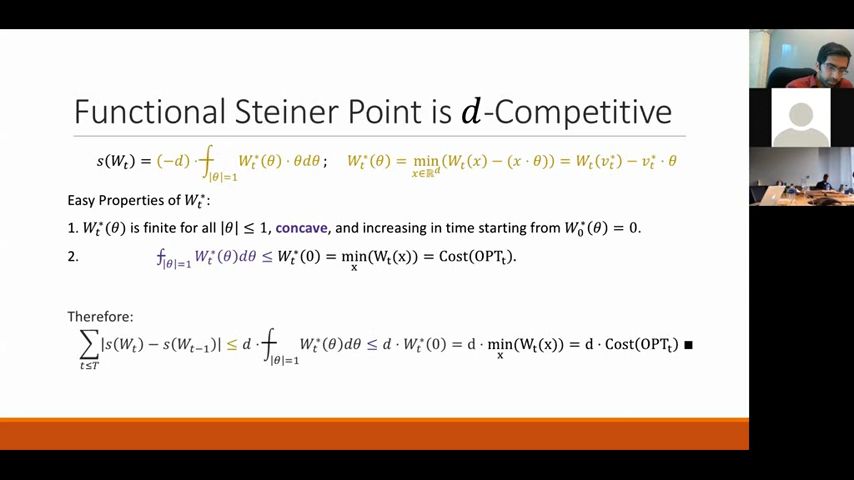 Functional Steiner Point is d-Competitive
s(W_t) = (−d) · ⨍_{|θ|=1} W_t^*(θ) · θdθ ;   W_t^*(θ) = min_{x∈ℝ^d}(W_t(x) − (x · θ)) = W_t(v_t^*) − v_t^* · θ
Easy Properties of W_t^*:
1. W_t^*(θ) is finite for all |θ| ≤ 1, concave, and increasing in time starting from W_0^*(θ) = 0.
2. ⨍_{|θ|=1} W_t^*(θ)dθ ≤ W_t^*(0) = min_x(W_t(x)) = Cost(OPT_t).
Therefore:
∑_{t≤T} |s(W_t) − s(W_{t−1})| ≤ d · ⨍_{|θ|=1} W_t^*(θ)dθ ≤ d · W_t^*(0) = d · min_x(W_t(x)) = d · Cost(OPT_t) ■